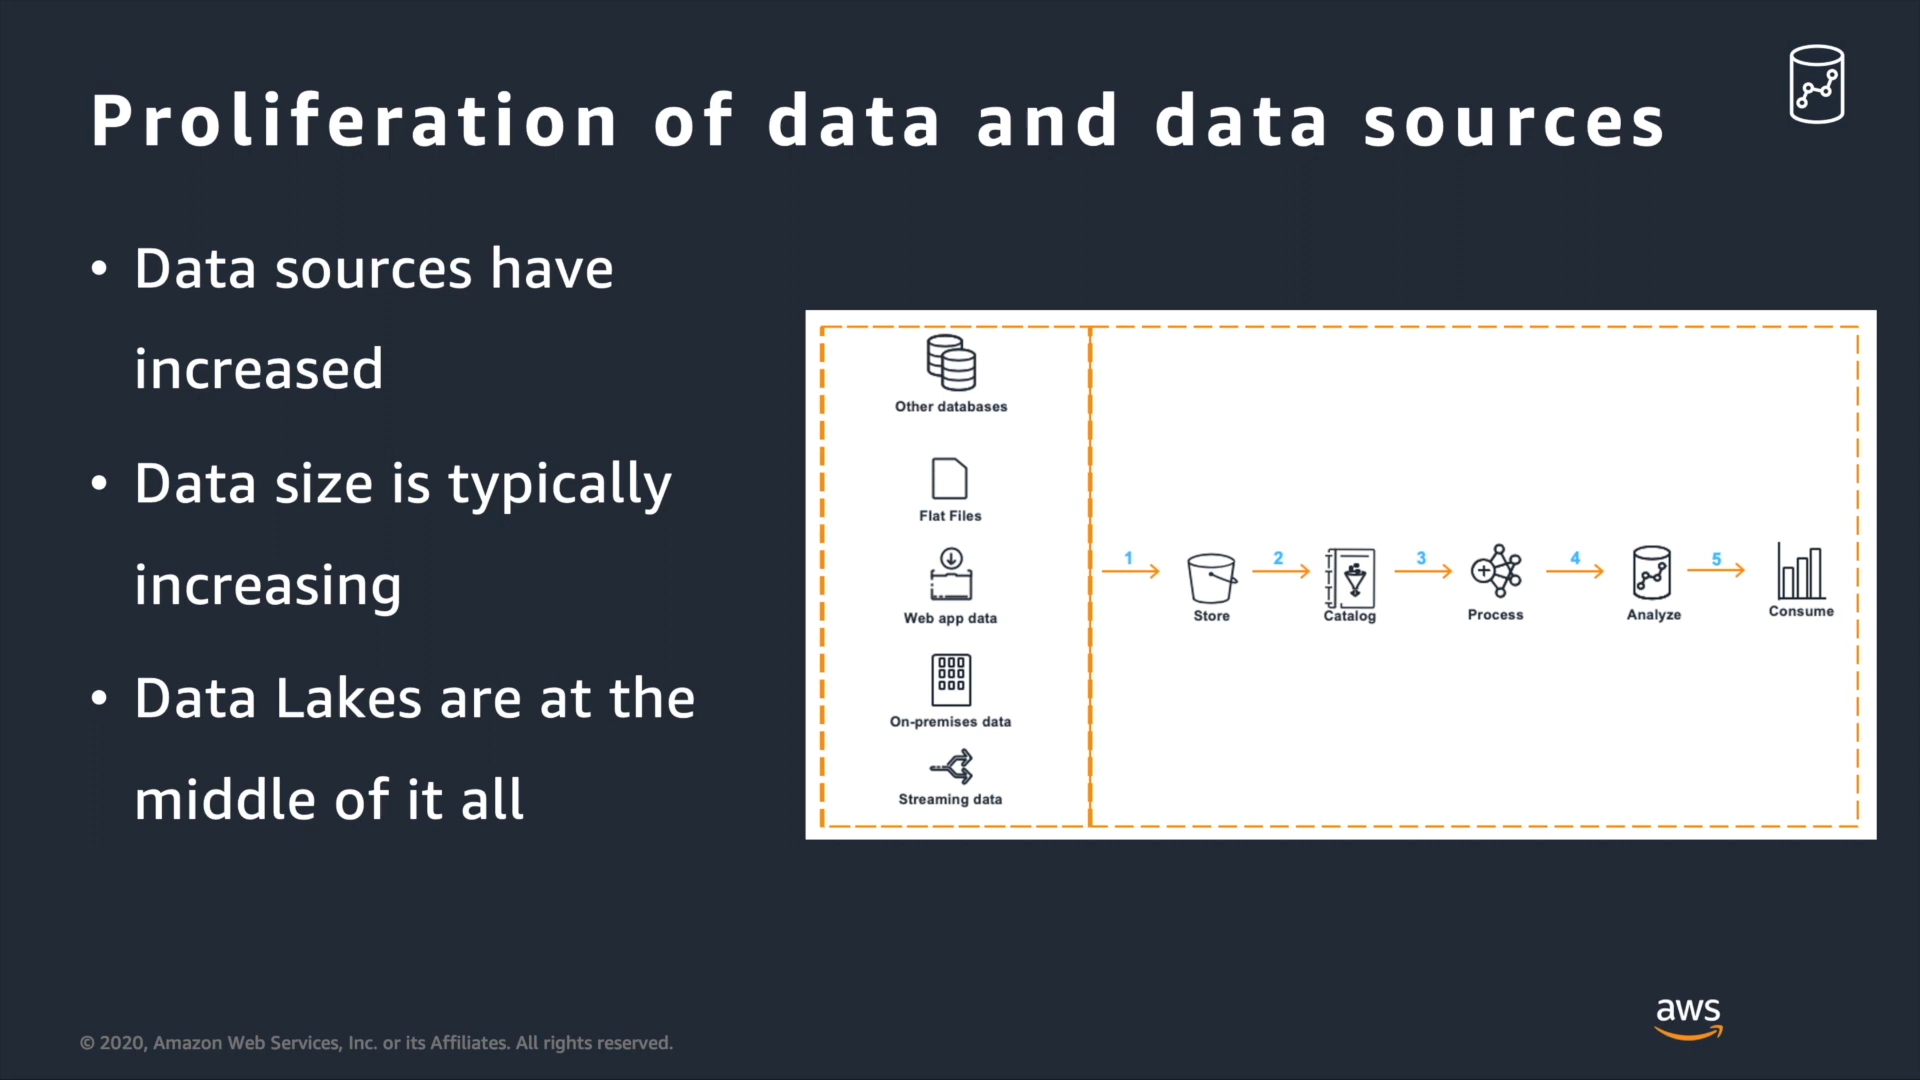 Proliferation of data and data sources
• Data sources have
increased
• Data size is typically
increasing
• Data Lakes are at the
middle of it all
Other databases
Flat Files
Web app data
On-premises data
Streaming data
1
2
3
4
5
Store
Catalog
Process
Analyze
Consume
© 2020, Amazon Web Services, Inc. or its Affiliates. All rights reserved.
aws